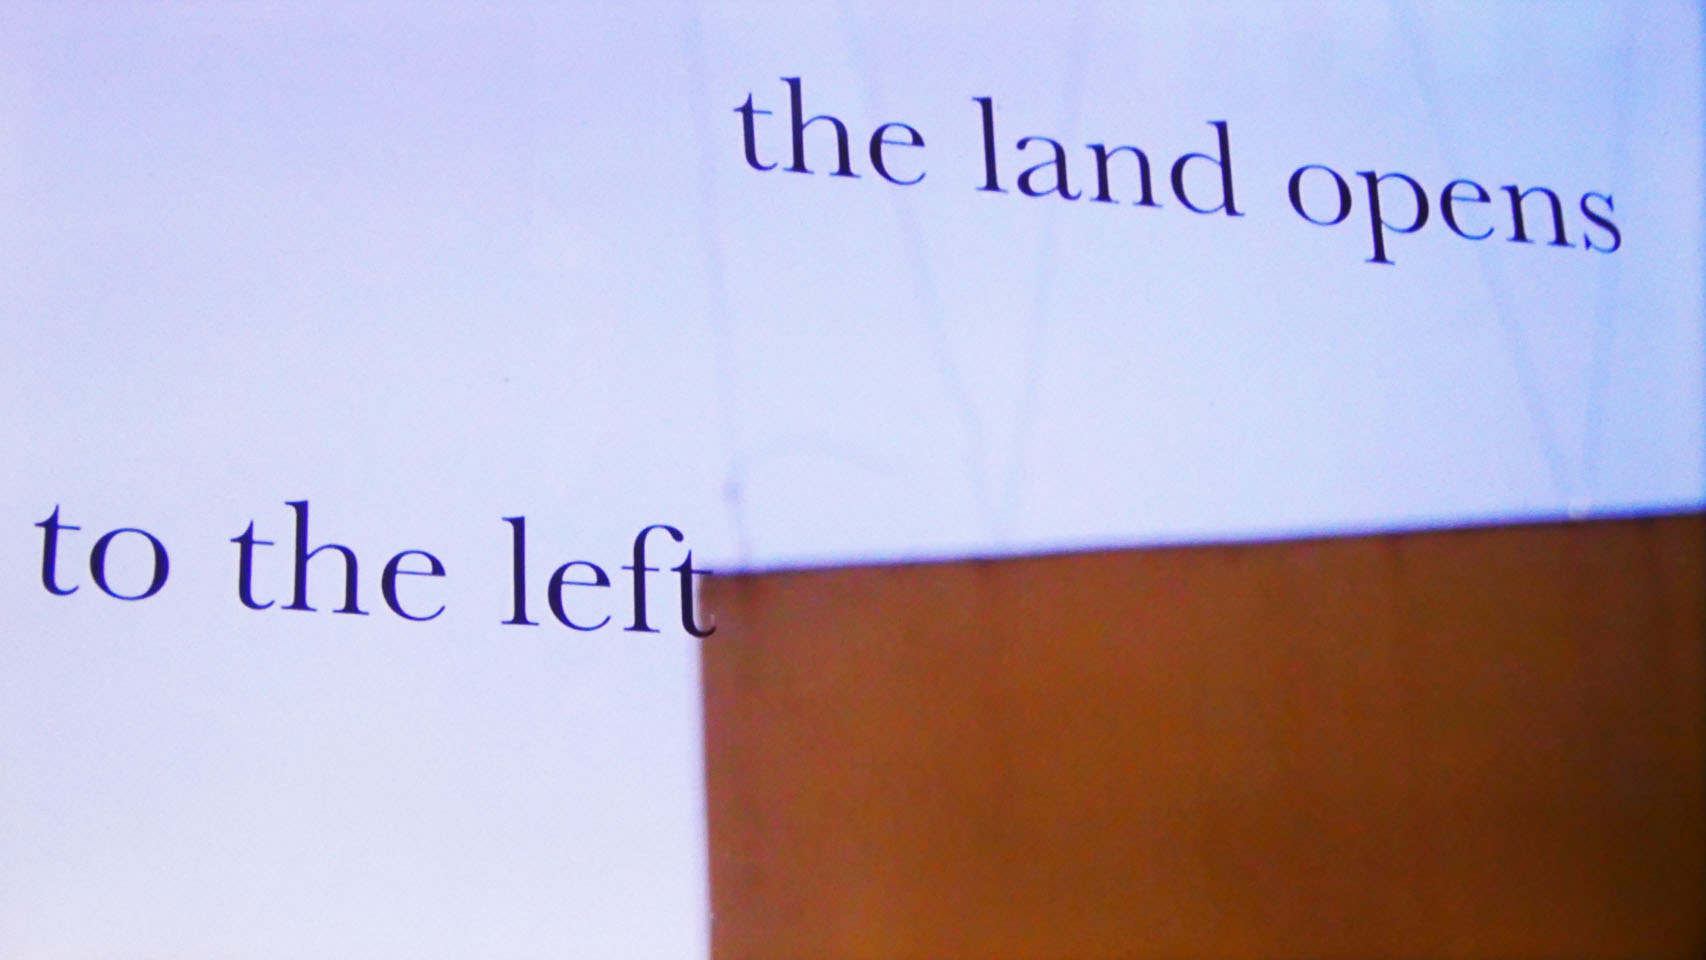 the land opens
to the left